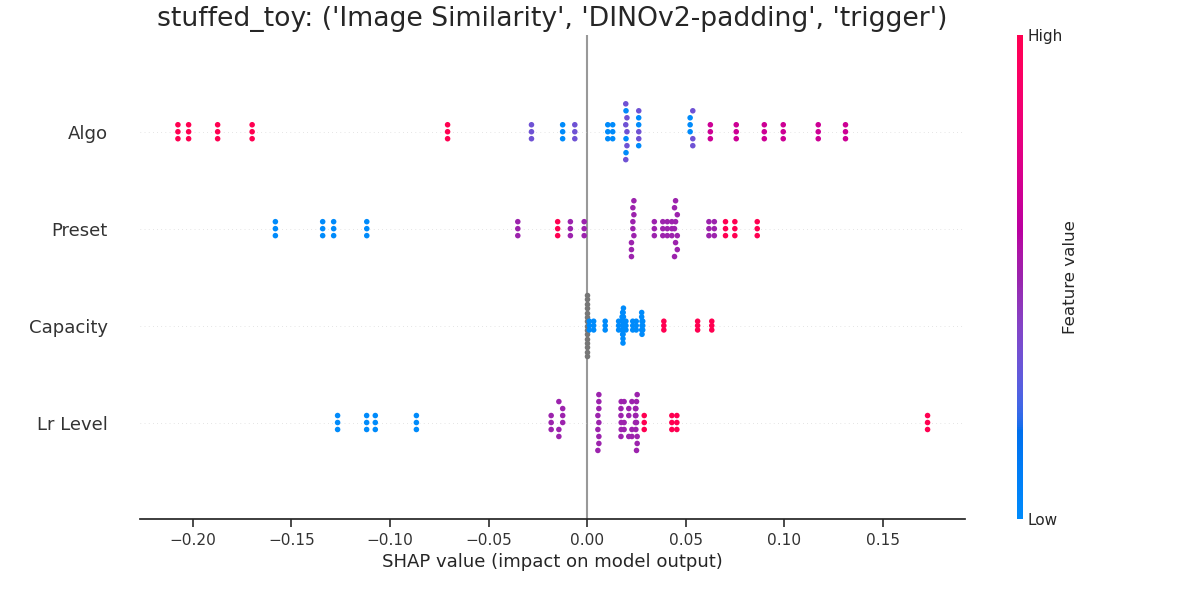 stuffed_toy: ('Image Similarity', 'DINOv2-padding', 'trigger')
High
Algo
Preset
Capacity
Lr Level
Feature value
Low
−0.20 −0.15 −0.10 −0.05 0.00 0.05 0.10 0.15
SHAP value (impact on model output)